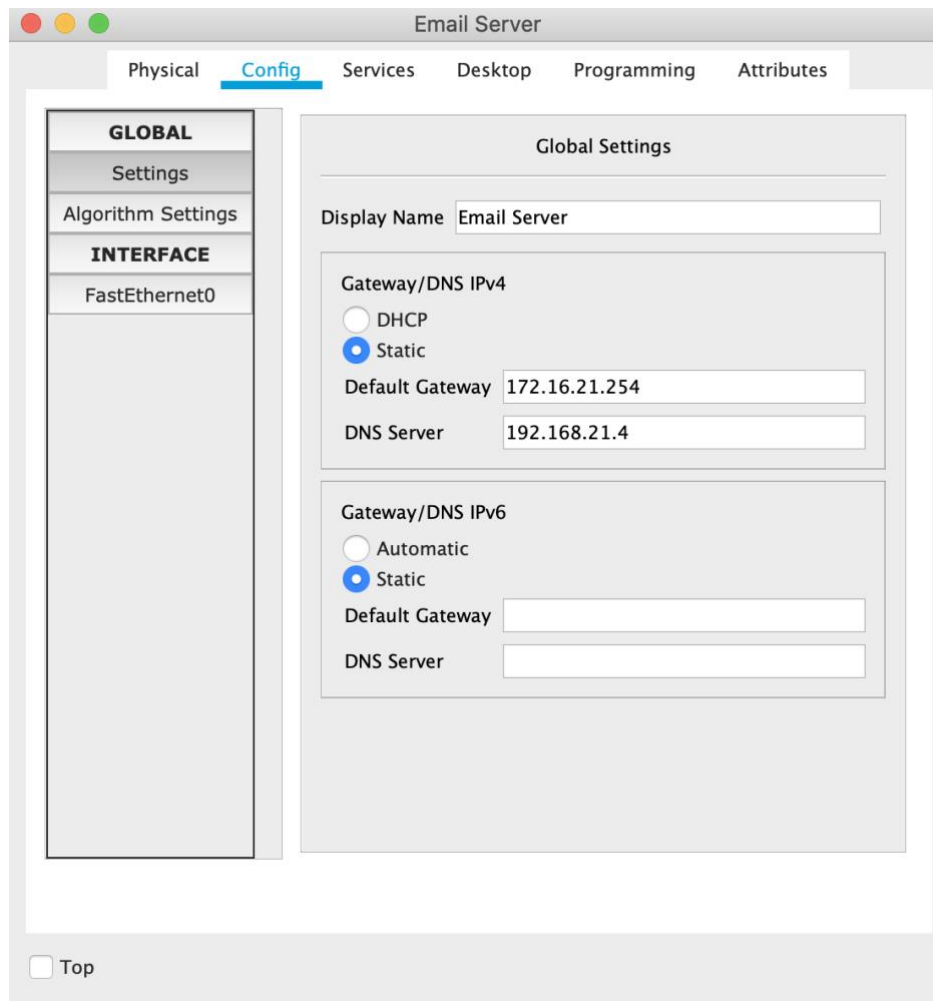 Email Server
Physical Config Services Desktop Programming Attributes
GLOBAL
Settings
Algorithm Settings
INTERFACE
FastEthernet0
Global Settings
Display Name Email Server
Gateway/DNS IPv4
DHCP
Static
Default Gateway 172.16.21.254
DNS Server 192.168.21.4
Gateway/DNS IPv6
Automatic
Static
Default Gateway
DNS Server
Top